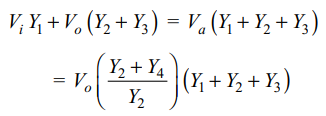 V_i Y_1 + V_o (Y_2 + Y_3) = V_a (Y_1 + Y_2 + Y_3)
= V_o ( (Y_2 + Y_4) / Y_2 ) (Y_1 + Y_2 + Y_3)